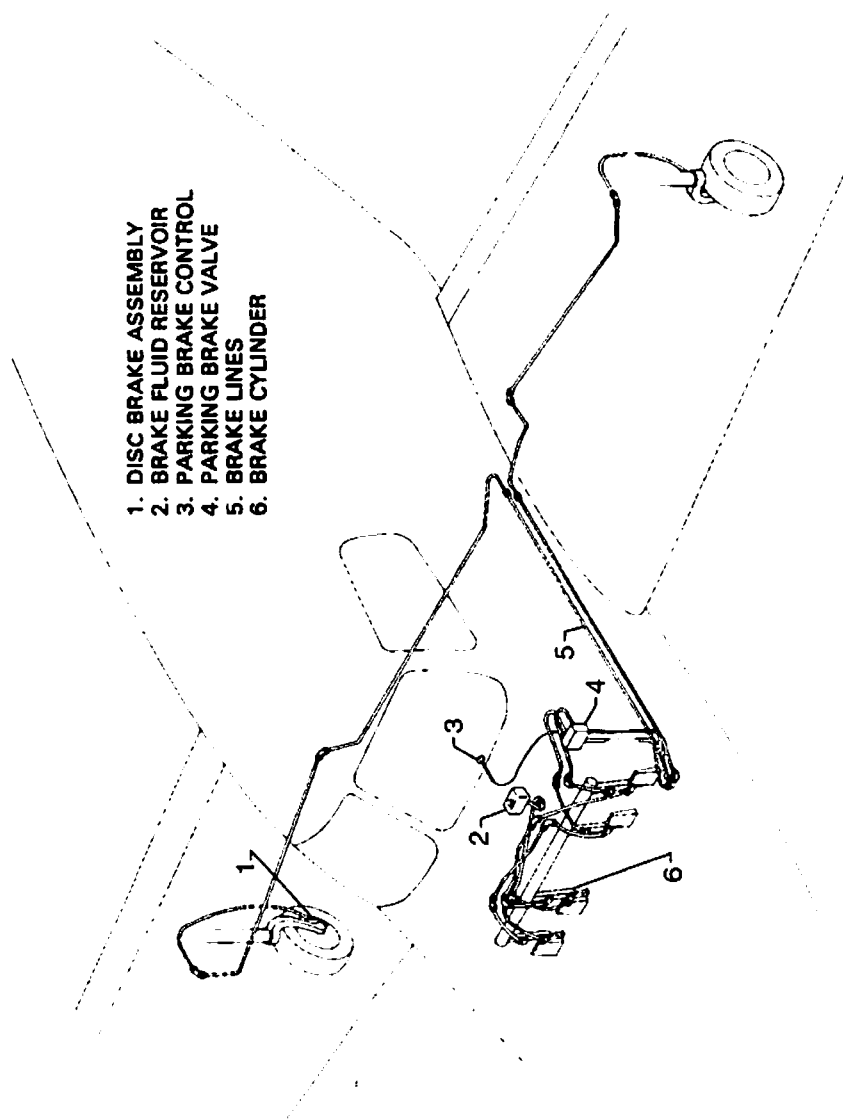 1. DISC BRAKE ASSEMBLY
2. BRAKE FLUID RESERVOIR
3. PARKING BRAKE CONTROL
4. PARKING BRAKE VALVE
5. BRAKE LINES
6. BRAKE CYLINDER
1
2
3
4
5
6